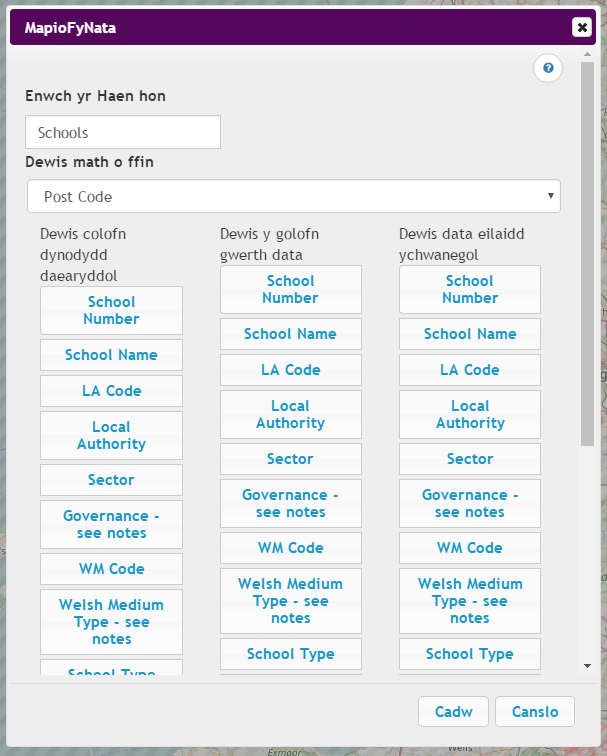 MapioFyNata
Enwch yr Haen hon
Schools
Dewis math o ffin
Post Code
Dewis colofn
dynodydd
daearyddol
School
Number
School Name
LA Code
Local
Authority
Sector
Governance -
see notes
WM Code
Welsh Medium
Type - see
notes
School Type
Dewis y golofn
gwerth data
School
Number
School Name
LA Code
Local
Authority
Sector
Governance -
see notes
WM Code
Welsh Medium
Type - see
notes
School Type
Dewis data eilaidd
ychwanegol
School
Number
School Name
LA Code
Local
Authority
Sector
Governance -
see notes
WM Code
Welsh Medium
Type - see
notes
School Type
Cadw
Canslo
Wells
Exmoor